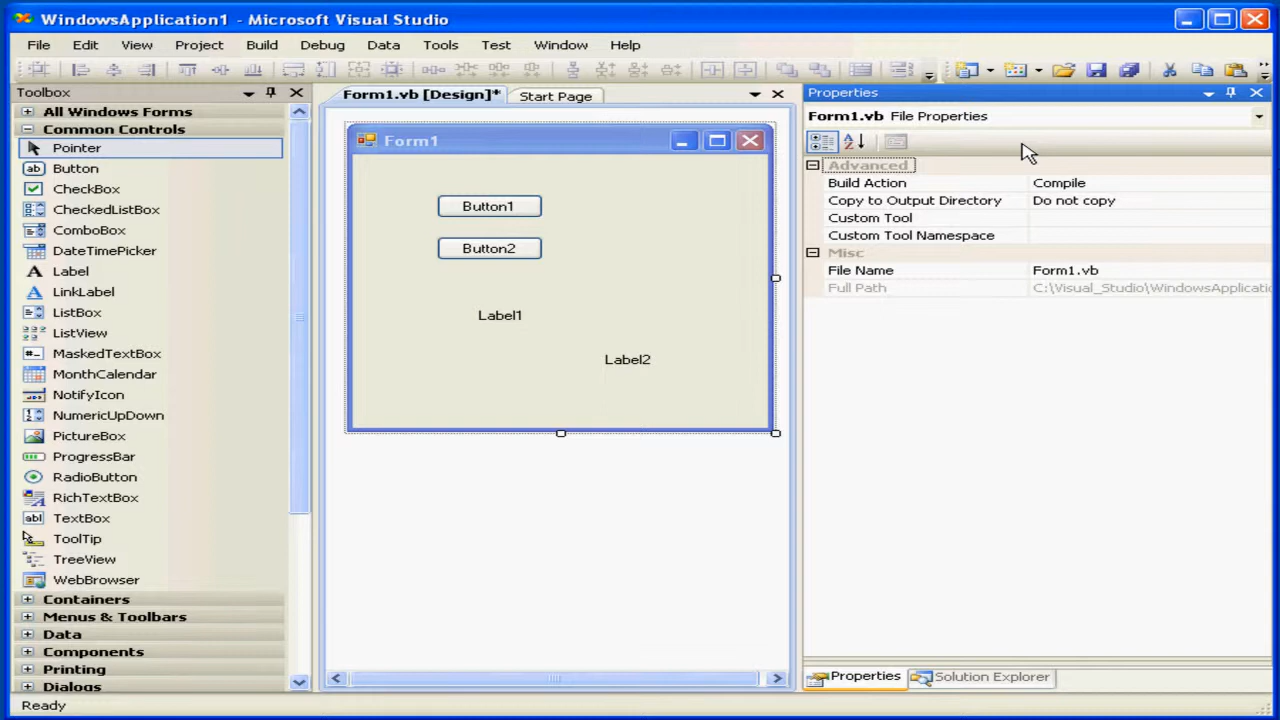 WindowsApplication1 - Microsoft Visual Studio
File Edit View Project Build Debug Data Tools Test Window Help
Toolbox
All Windows Forms
Common Controls
Pointer
Button
CheckBox
CheckedListBox
ComboBox
DateTimePicker
Label
LinkLabel
ListBox
ListView
MaskedTextBox
MonthCalendar
NotifyIcon
NumericUpDown
PictureBox
ProgressBar
RadioButton
RichTextBox
TextBox
ToolTip
TreeView
WebBrowser
Containers
Menus & Toolbars
Data
Components
Printing
Dialogs
Form1.vb [Design]* Start Page
Form1
Button1
Button2
Label1
Label2
Properties
Form1.vb File Properties
Advanced
Build Action Compile
Copy to Output Directory Do not copy
Custom Tool
Custom Tool Namespace
Misc
File Name Form1.vb
Full Path C:\Visual_Studio\WindowsApplicatio
Properties Solution Explorer
Ready